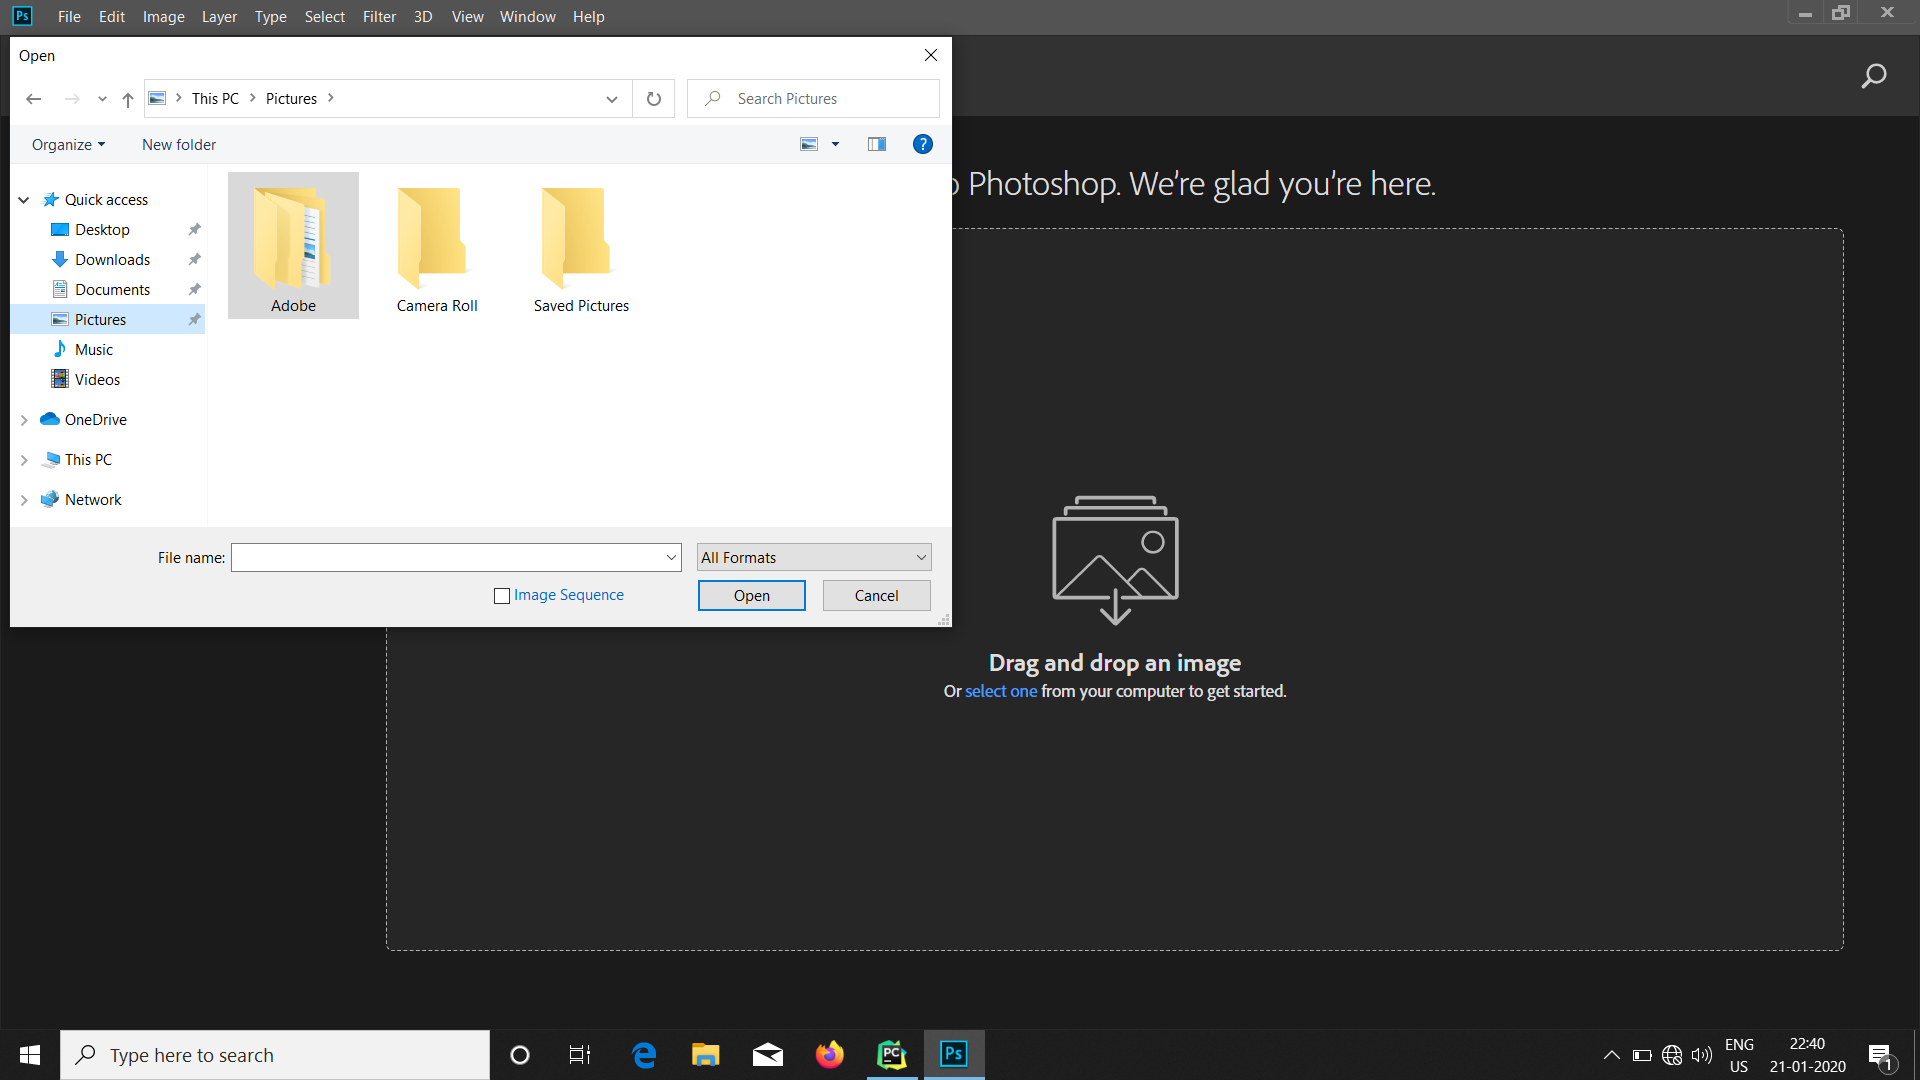 Ps File Edit Image Layer Type Select Filter 3D View Window Help
Open
This PC Pictures
Search Pictures
Organize New folder
?
Photoshop. We're glad you're here.
Quick access
Desktop
Downloads
Documents
Pictures
Music
Videos
OneDrive
This PC
Network
Adobe
Camera Roll
Saved Pictures
File name:
All Formats
Image Sequence
Open
Cancel
Drag and drop an image
Or select one from your computer to get started.
Type here to search
PC
Ps
ENG
US
22:40
21-01-2020
1